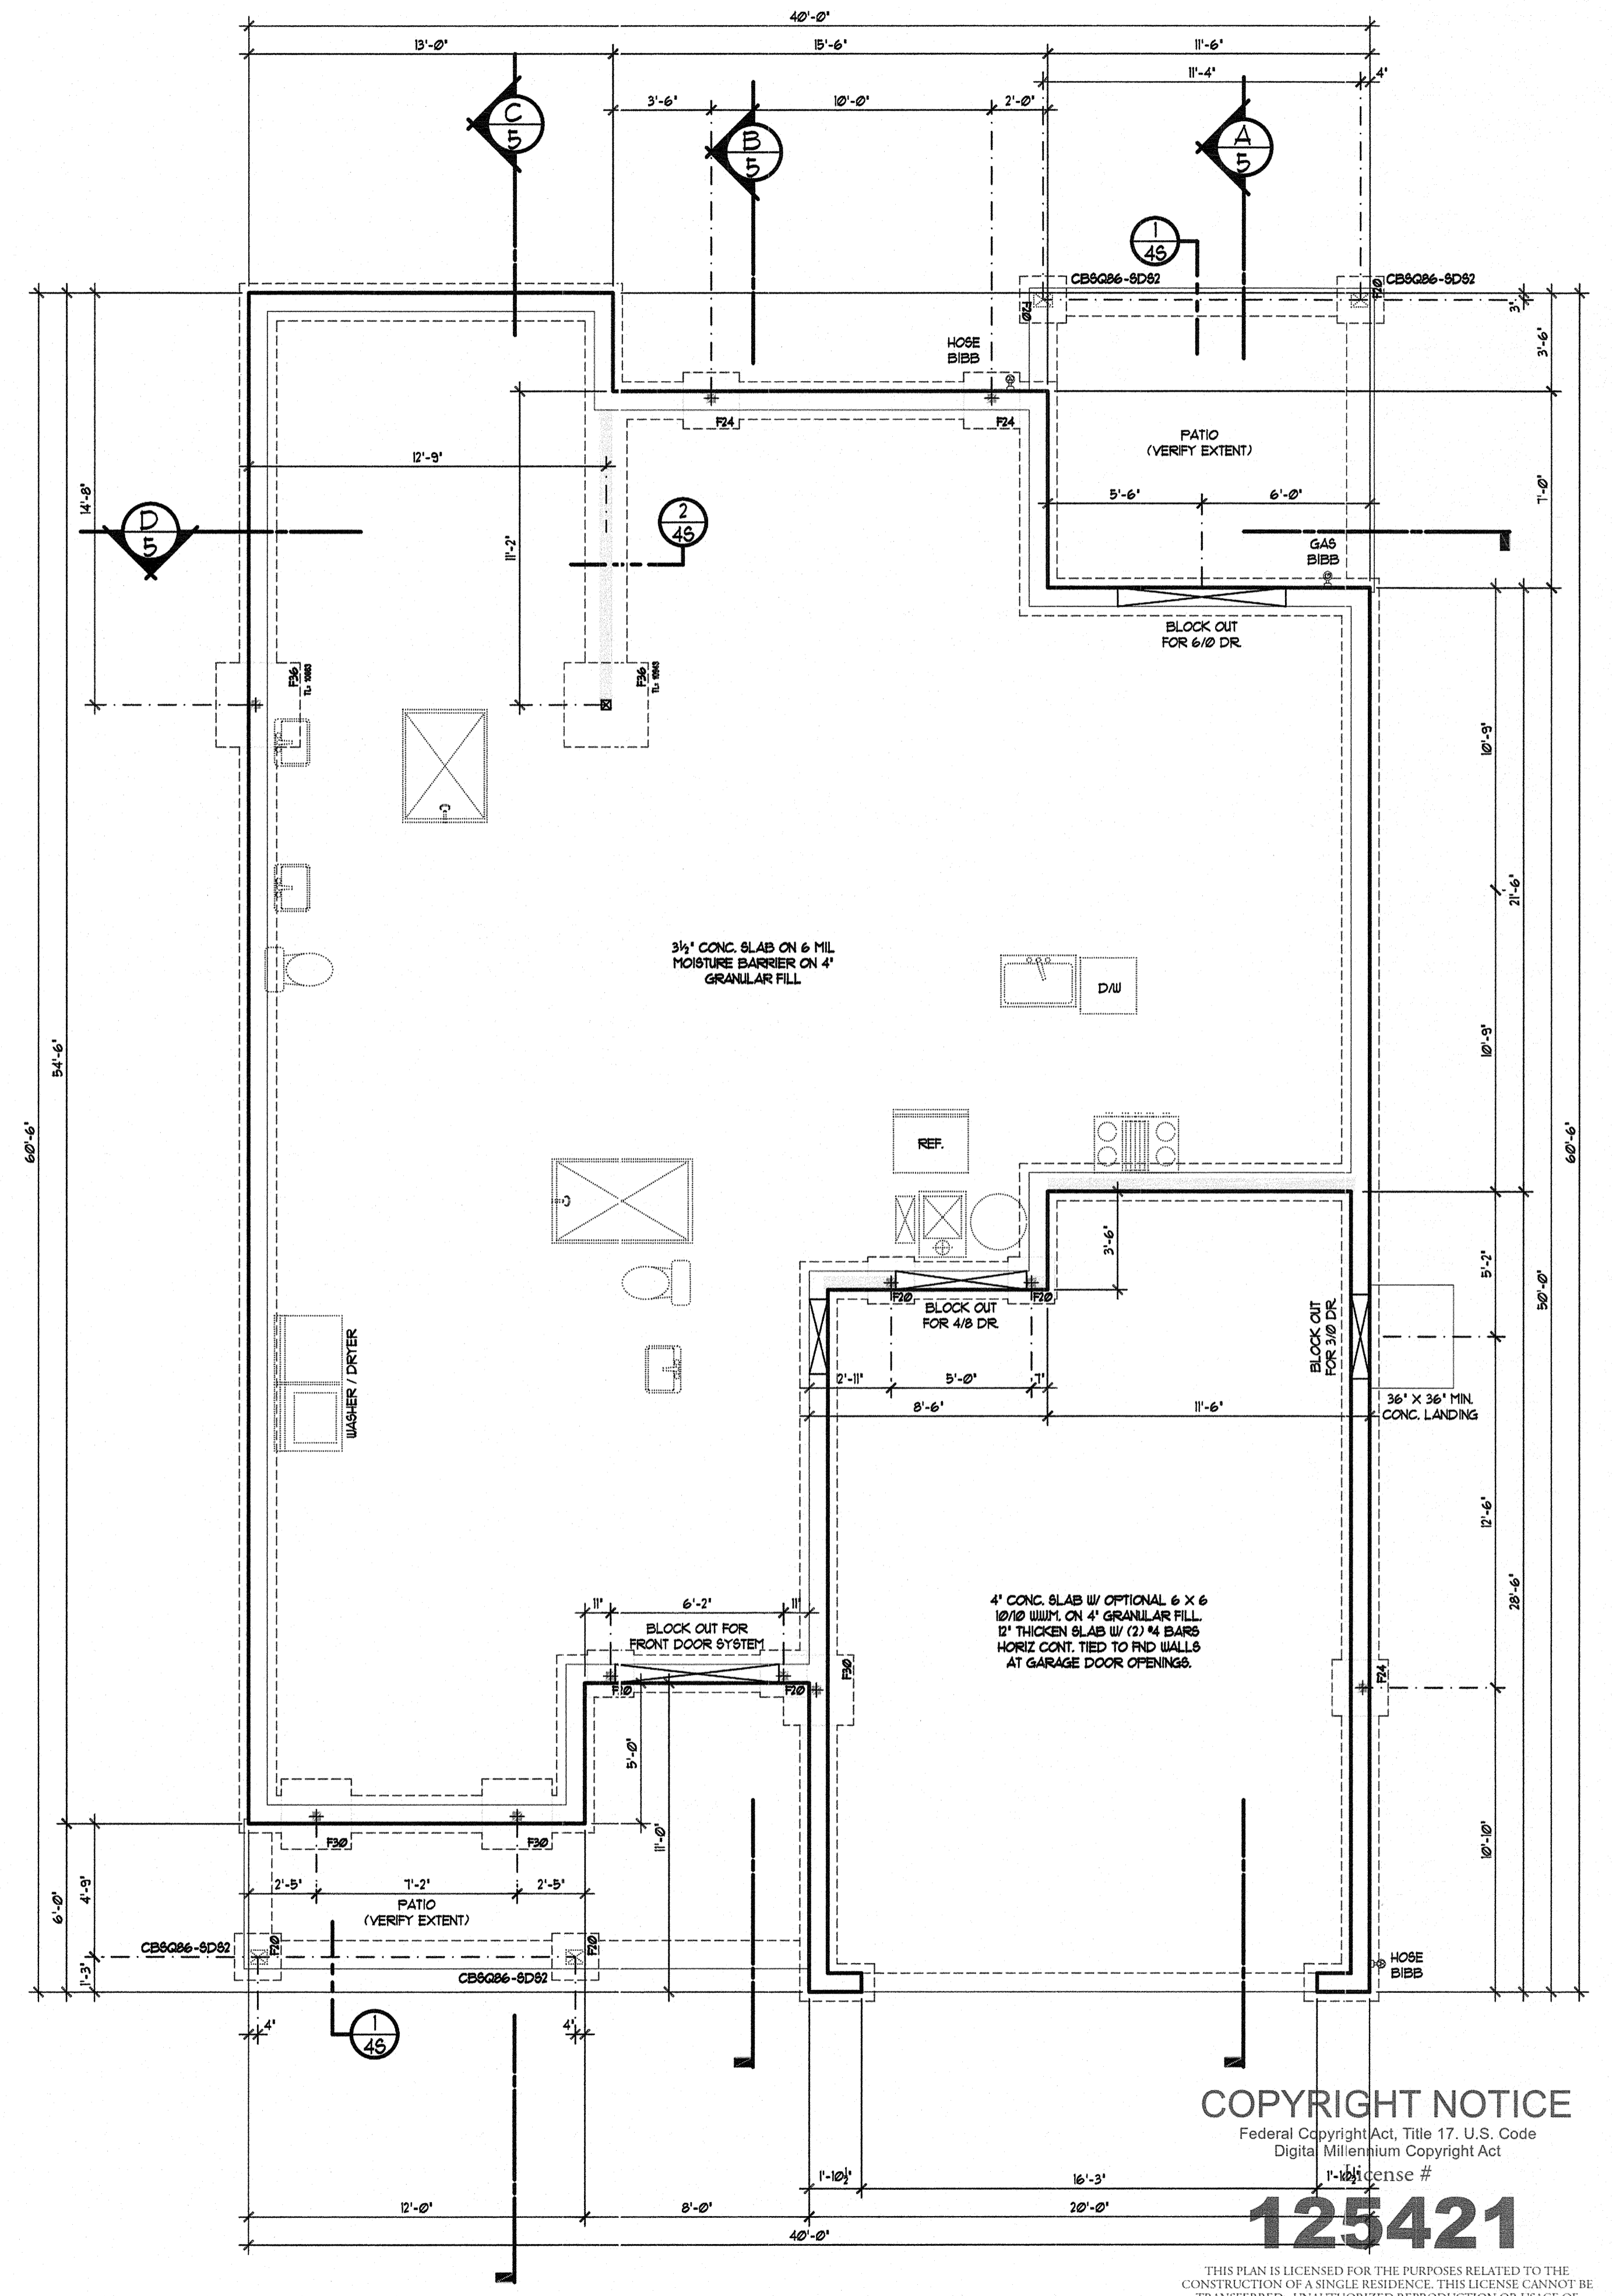 40'-0"
13'-0"
15'-6"
11'-6"
11'-4"
4"
3'-6"
10'-0"
2'-0"
C
5
B
5
A
5
1
4S
CBSQ86-SDS2
CBSQ86-SDS2
F20
F20
3"
3'-6"
HOSE
BIBB
F24
F24
PATIO
(VERIFY EXTENT)
12'-9"
5'-6"
6'-0"
7'-0"
14'-8"
D
5
2
4S
11'-2"
GAS
BIBB
BLOCK OUT
FOR 6/0 DR.
F36
F36
10'-9"
21'-6"
3½" CONC. SLAB ON 6 MIL
MOISTURE BARRIER ON 4"
GRANULAR FILL
D/W
10'-9"
54'-6"
60'-6"
60'-6"
REF.
3'-6"
5'-2"
50'-0"
F20
F20
BLOCK OUT
FOR 4/8 DR.
BLOCK OUT
FOR 3/0 DR.
WASHER / DRYER
2'-11"
5'-0"
7"
8'-6"
11'-6"
36" X 36" MIN.
CONC. LANDING
12'-6"
28'-6"
4" CONC. SLAB W/ OPTIONAL 6 X 6
10/10 W.W.M. ON 4" GRANULAR FILL.
12" THICKEN SLAB W/ (2) #4 BARS
HORIZ CONT. TIED TO FND WALLS
AT GARAGE DOOR OPENINGS.
11"
6'-2"
11"
BLOCK OUT FOR
FRONT DOOR SYSTEM
F20
F20
F30
F24
5'-0"
11'-0"
10'-10"
F30
F30
2'-5"
7'-2"
2'-5"
PATIO
(VERIFY EXTENT)
6'-0"
4'-9"
1'-3"
CBSQ86-SDS2
F20
F20
CBSQ86-SDS2
HOSE
BIBB
4"
4"
1
4S
COPYRIGHT NOTICE
Federal Copyright Act, Title 17. U.S. Code
Digital Millennium Copyright Act
License #
125421
1'-10½"
16'-3"
1'-10½"
12'-0"
8'-0"
20'-0"
40'-0"
THIS PLAN IS LICENSED FOR THE PURPOSES RELATED TO THE
CONSTRUCTION OF A SINGLE RESIDENCE. THIS LICENSE CANNOT BE